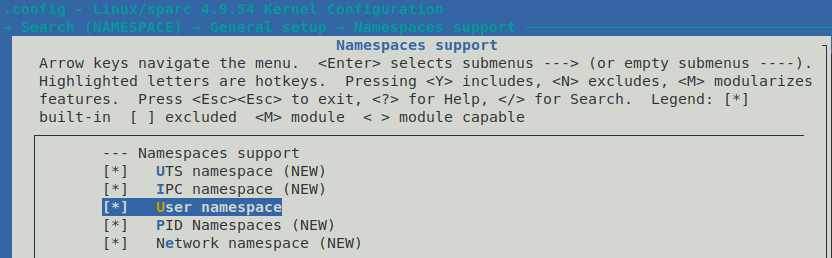 .config - Linux/sparc 4.9.54 Kernel Configuration
→ Search (NAMESPACE) → General setup → Namespaces support
Namespaces support
Arrow keys navigate the menu.  <Enter> selects submenus ---> (or empty submenus ----).
Highlighted letters are hotkeys.  Pressing <Y> includes, <N> excludes, <M> modularizes
features.  Press <Esc><Esc> to exit, <?> for Help, </> for Search.  Legend: [*]
built-in  [ ] excluded  <M> module  < > module capable
--- Namespaces support
[*]   UTS namespace (NEW)
[*]   IPC namespace (NEW)
[*]   User namespace
[*]   PID Namespaces (NEW)
[*]   Network namespace (NEW)